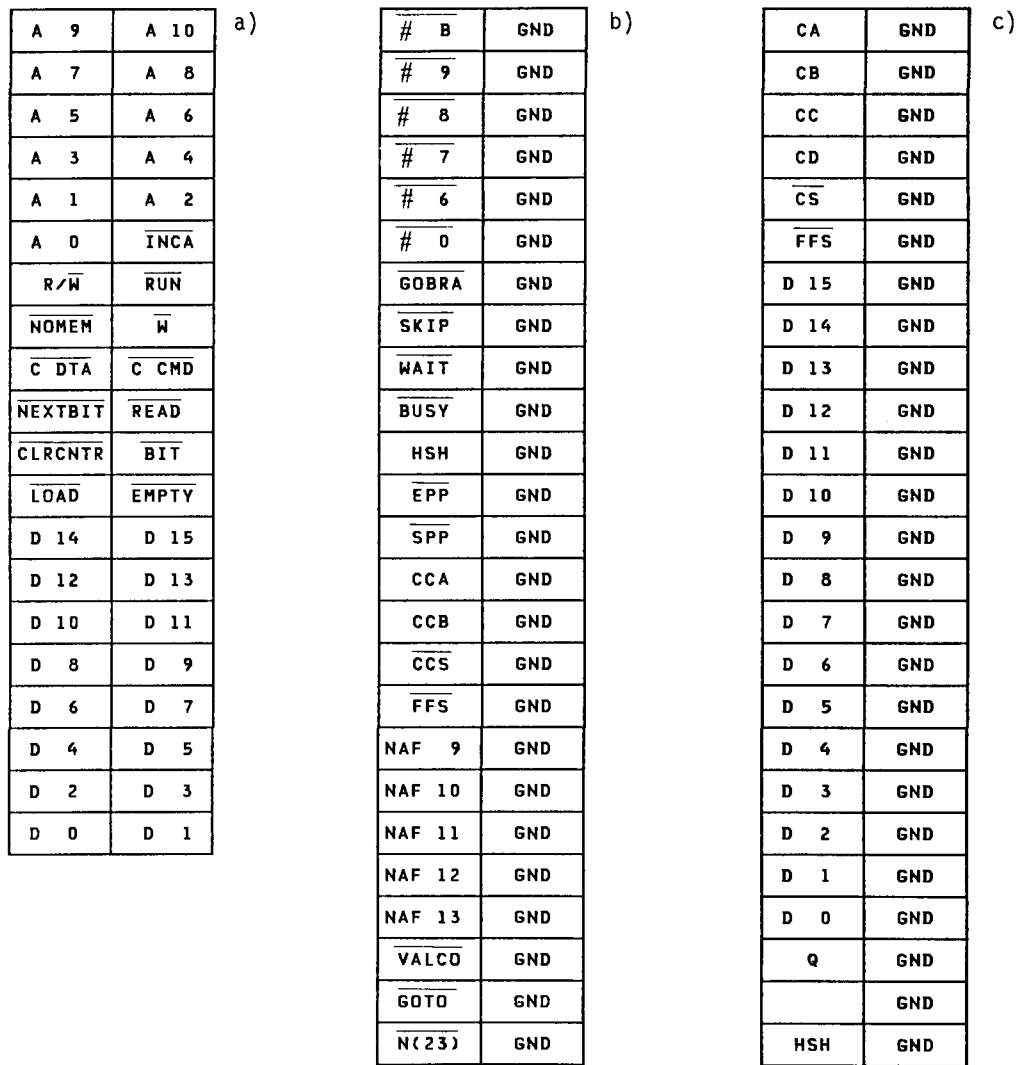 A 9 A 10 a)
A 7 A 8
A 5 A 6
A 3 A 4
A 1 A 2
A 0 INCA
R/W RUN
NOMEM W
C DTA C CMD
NEXTBIT READ
CLRCNTR BIT
LOAD EMPTY
D 14 D 15
D 12 D 13
D 10 D 11
D 8 D 9
D 6 D 7
D 4 D 5
D 2 D 3
D 0 D 1
# B GND b)
# 9 GND
# 8 GND
# 7 GND
# 6 GND
# 0 GND
GOBRA GND
SKIP GND
WAIT GND
BUSY GND
HSH GND
EPP GND
SPP GND
CCA GND
CCB GND
CCS GND
FFS GND
NAF 9 GND
NAF 10 GND
NAF 11 GND
NAF 12 GND
NAF 13 GND
VALCO GND
GOTO GND
N(23) GND
CA GND c)
CB GND
CC GND
CD GND
CS GND
FFS GND
D 15 GND
D 14 GND
D 13 GND
D 12 GND
D 11 GND
D 10 GND
D 9 GND
D 8 GND
D 7 GND
D 6 GND
D 5 GND
D 4 GND
D 3 GND
D 2 GND
D 1 GND
D 0 GND
Q GND
GND
HSH GND